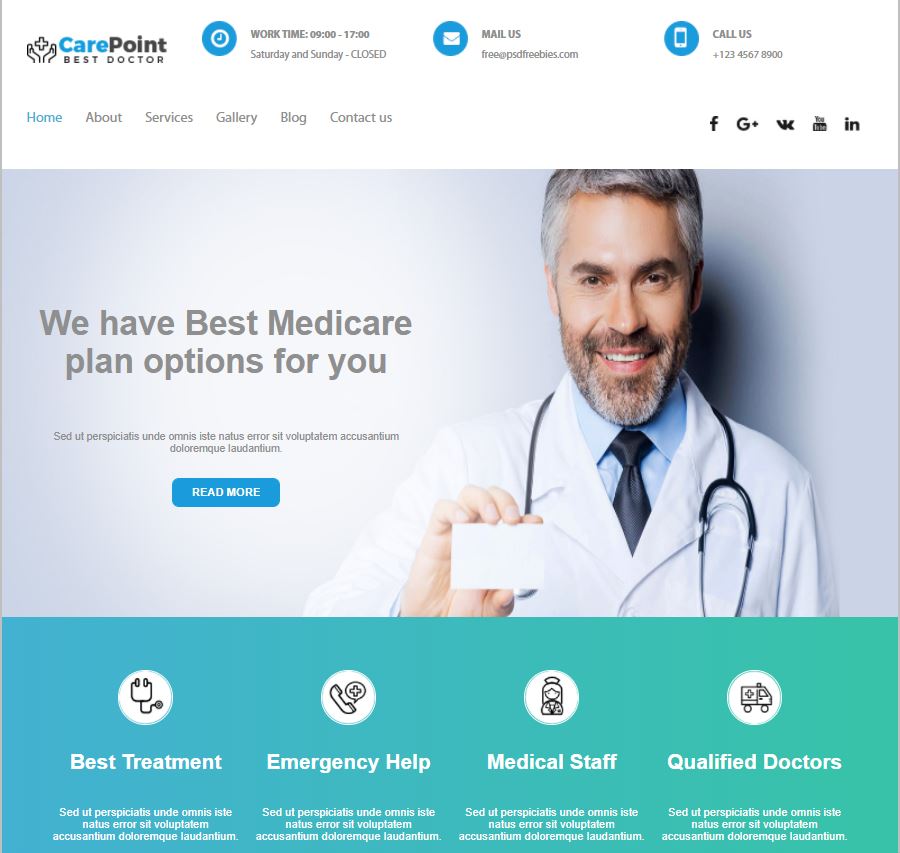 CarePoint
BEST DOCTOR
WORK TIME: 09:00 - 17:00
Saturday and Sunday - CLOSED
MAIL US
free@psdfreebies.com
CALL US
+123 4567 8900
Home About Services Gallery Blog Contact us
f G+ You Tube in
We have Best Medicare
plan options for you
Sed ut perspiciatis unde omnis iste natus error sit voluptatem accusantium
doloremque laudantium.
READ MORE
Best Treatment
Sed ut perspiciatis unde omnis iste
natus error sit voluptatem
accusantium doloremque laudantium.
Emergency Help
Sed ut perspiciatis unde omnis iste
natus error sit voluptatem
accusantium doloremque laudantium.
Medical Staff
Sed ut perspiciatis unde omnis iste
natus error sit voluptatem
accusantium doloremque laudantium.
Qualified Doctors
Sed ut perspiciatis unde omnis iste
natus error sit voluptatem
accusantium doloremque laudantium.